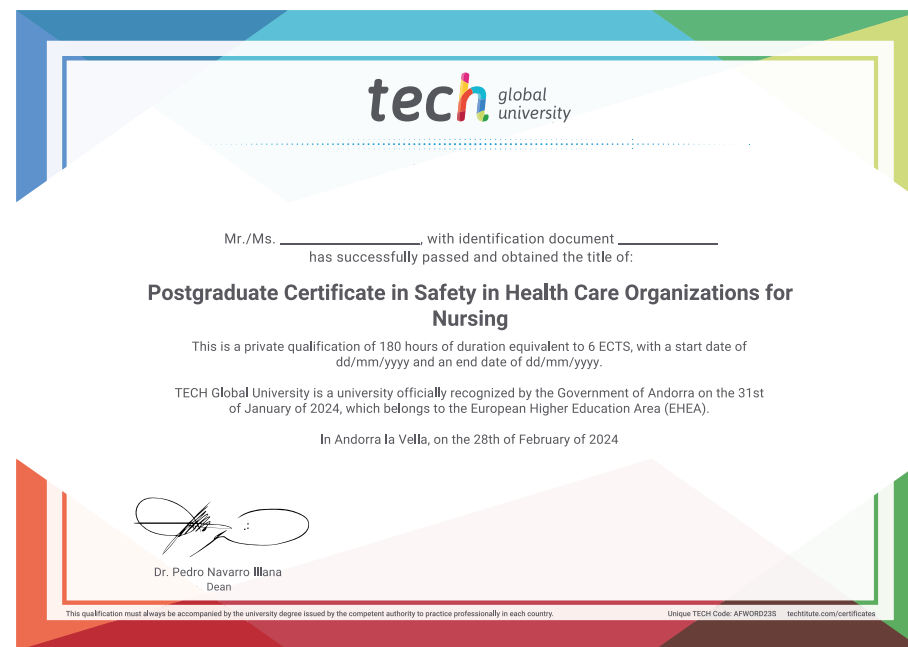 tech global
university
Mr./Ms. ____________, with identification document ____________
has successfully passed and obtained the title of:
Postgraduate Certificate in Safety in Health Care Organizations for
Nursing
This is a private qualification of 180 hours of duration equivalent to 6 ECTS, with a start date of
dd/mm/yyyy and an end date of dd/mm/yyyy.
TECH Global University is a university officially recognized by the Government of Andorra on the 31st
of January of 2024, which belongs to the European Higher Education Area (EHEA).
In Andorra la Vella, on the 28th of February of 2024
Dr. Pedro Navarro Illana
Dean
This qualification must always be accompanied by the university degree issued by the competent authority to practice professionally in each country. Unique TECH Code: AFWORD23S techtitute.com/certificates